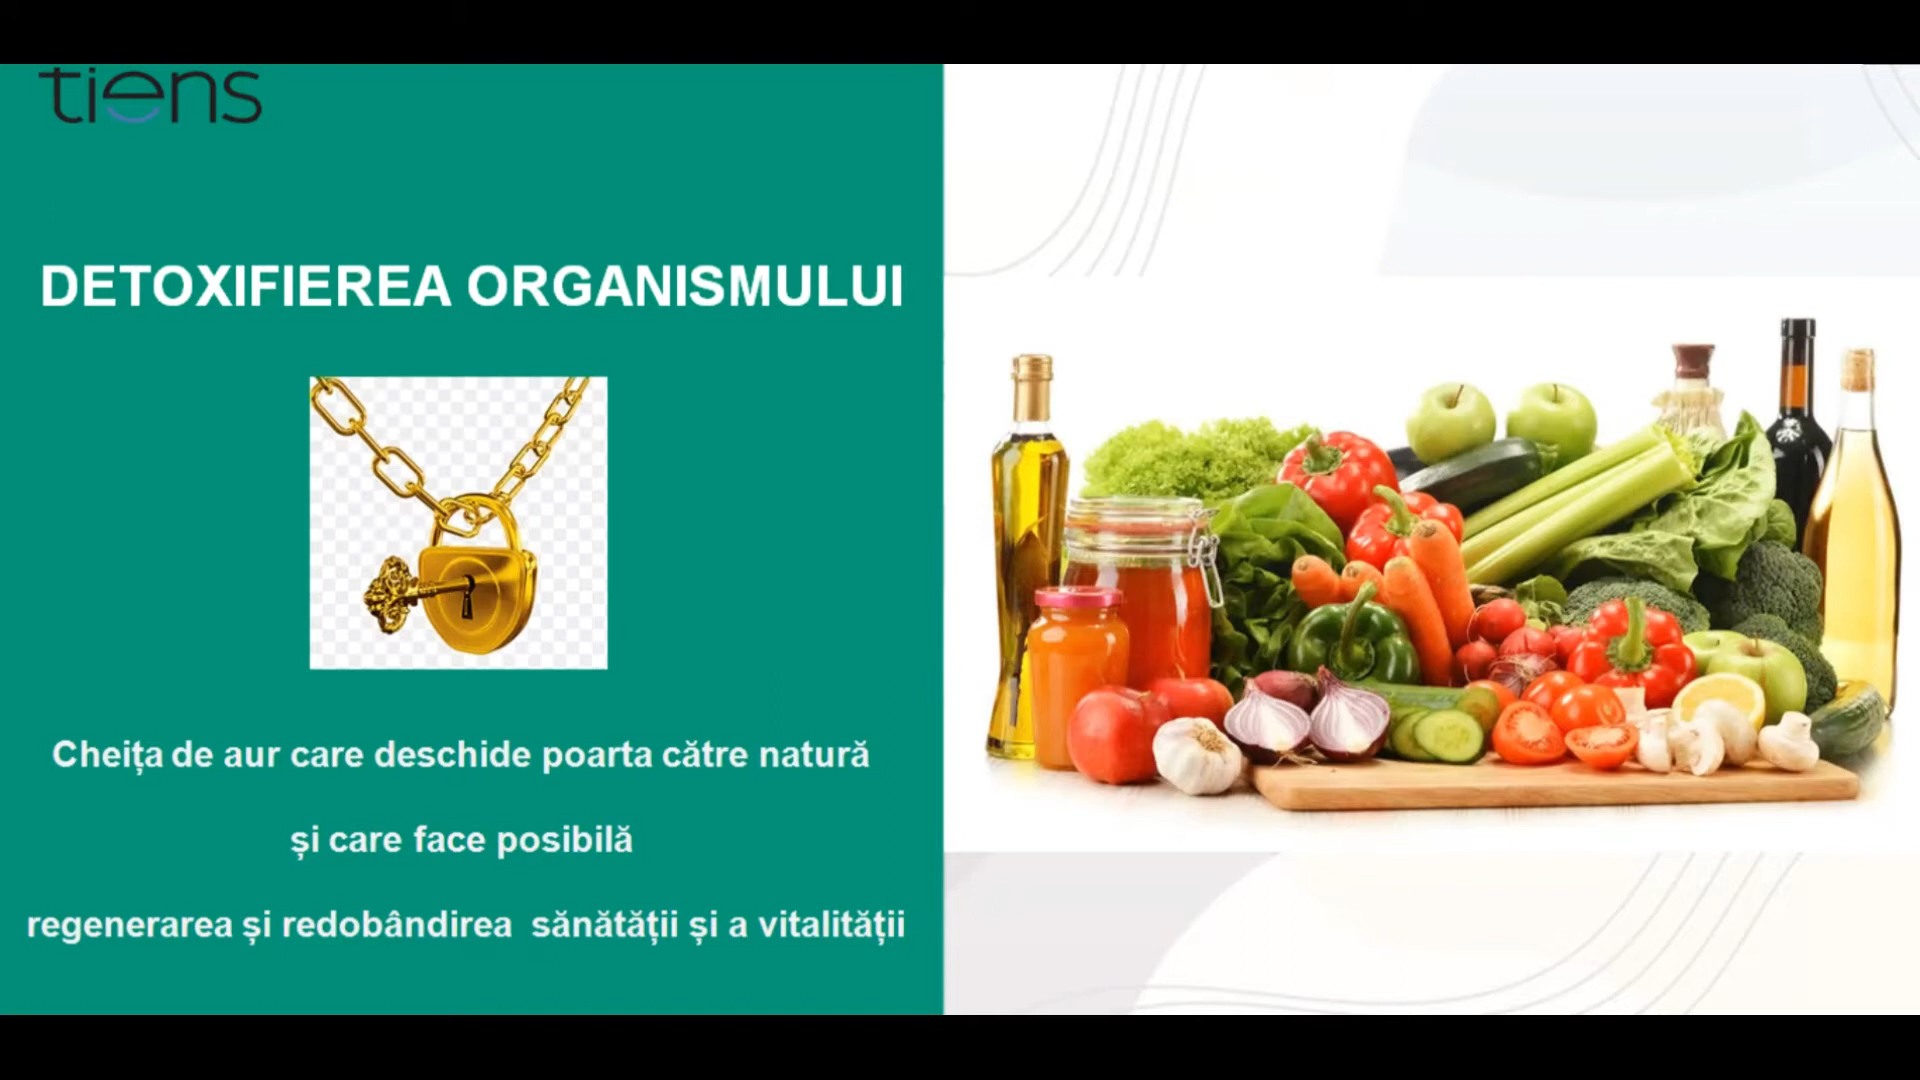 tiens
DETOXIFIEREA ORGANISMULUI
Cheița de aur care deschide poarta către natură
și care face posibilă
regenerarea și redobândirea sănătății și a vitalității